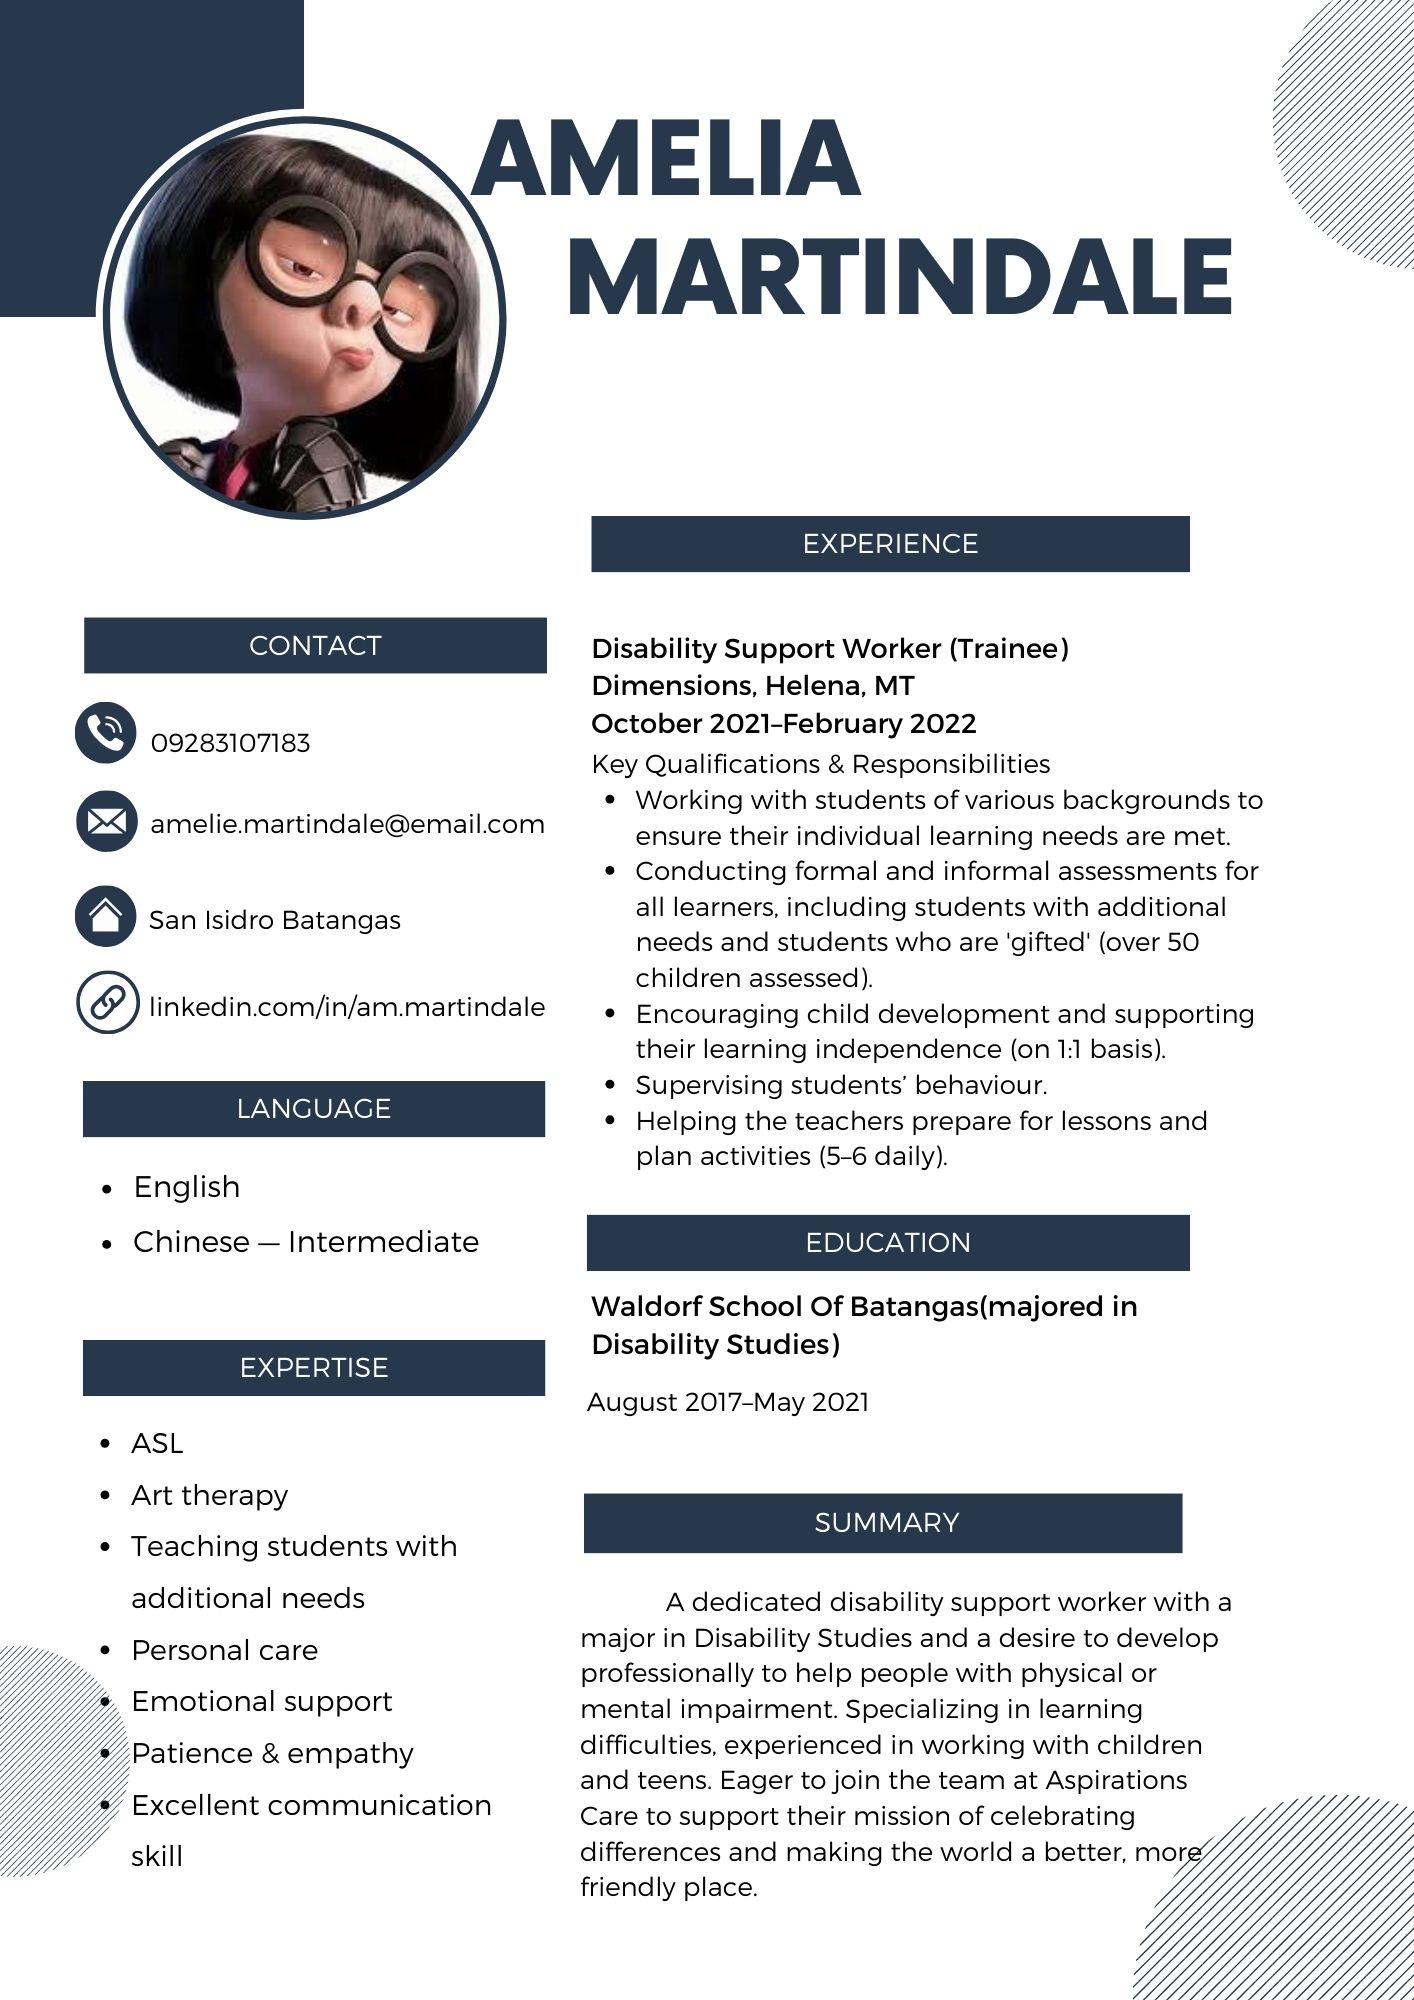 AMELIA
MARTINDALE
CONTACT
09283107183
amelie.martindale@email.com
San Isidro Batangas
linkedin.com/in/am.martindale
LANGUAGE
• English
• Chinese — Intermediate
EXPERTISE
• ASL
• Art therapy
• Teaching students with
additional needs
• Personal care
• Emotional support
• Patience & empathy
• Excellent communication
skill
EXPERIENCE
Disability Support Worker (Trainee)
Dimensions, Helena, MT
October 2021–February 2022
Key Qualifications & Responsibilities
• Working with students of various backgrounds to
ensure their individual learning needs are met.
• Conducting formal and informal assessments for
all learners, including students with additional
needs and students who are 'gifted' (over 50
children assessed).
• Encouraging child development and supporting
their learning independence (on 1:1 basis).
• Supervising students’ behaviour.
• Helping the teachers prepare for lessons and
plan activities (5–6 daily).
EDUCATION
Waldorf School Of Batangas(majored in
Disability Studies)
August 2017–May 2021
SUMMARY
A dedicated disability support worker with a
major in Disability Studies and a desire to develop
professionally to help people with physical or
mental impairment. Specializing in learning
difficulties, experienced in working with children
and teens. Eager to join the team at Aspirations
Care to support their mission of celebrating
differences and making the world a better, more
friendly place.